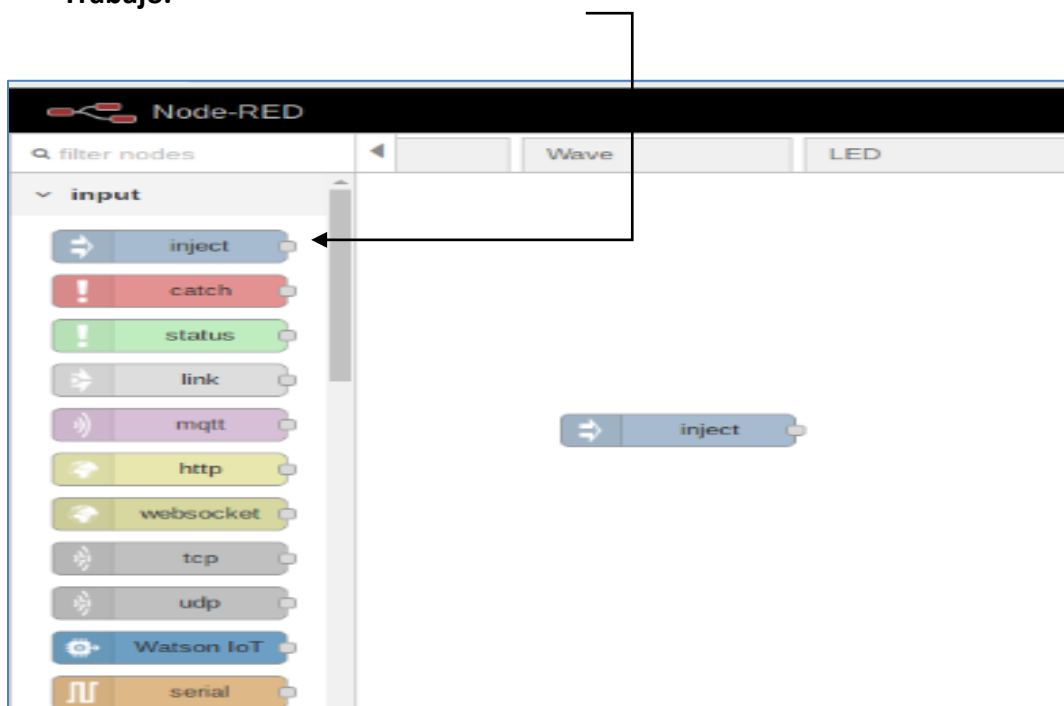 Trabajo.
Node-RED
filter nodes
Wave
LED
input
inject
catch
status
link
mqtt
http
websocket
tcp
udp
Watson IoT
serial
inject